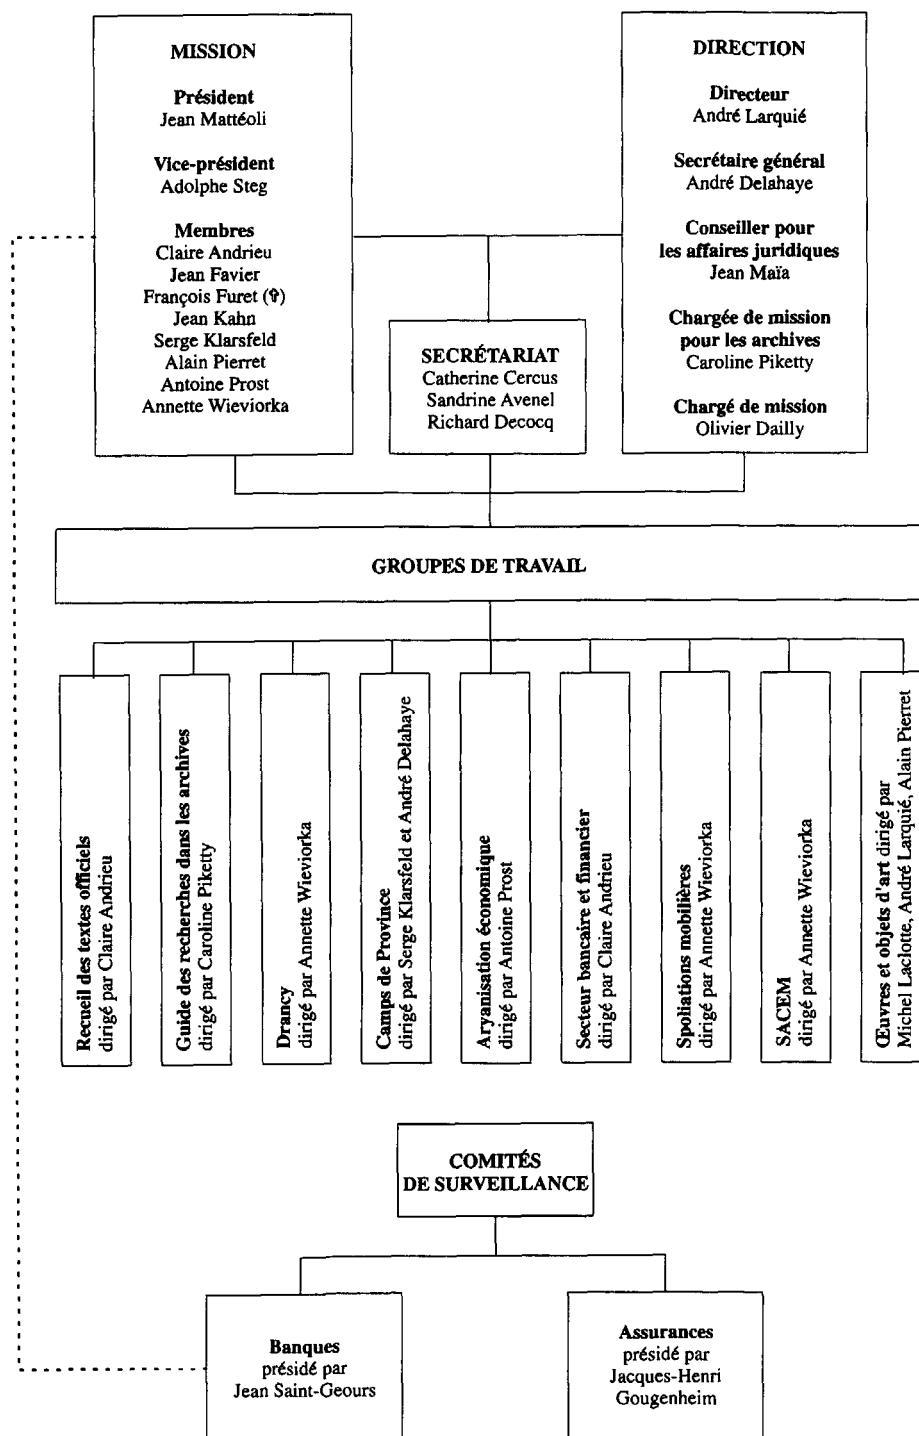 MISSION
Président
Jean Mattéoli
Vice-président
Adolphe Steg
Membres
Claire Andrieu
Jean Favier
François Furet (✞)
Jean Kahn
Serge Klarsfeld
Alain Pierret
Antoine Prost
Annette Wieviorka
SECRÉTARIAT
Catherine Cercus
Sandrine Avenel
Richard Decocq
DIRECTION
Directeur
André Larquié
Secrétaire général
André Delahaye
Conseiller pour
les affaires juridiques
Jean Maïa
Chargée de mission
pour les archives
Caroline Piketty
Chargé de mission
Olivier Dailly
GROUPES DE TRAVAIL
Recueil des textes officiels
dirigé par Claire Andrieu
Guide des recherches dans les archives
dirigé par Caroline Piketty
Drancy
dirigé par Annette Wieviorka
Camps de Province
dirigé par Serge Klarsfeld et André Delahaye
Aryanisation économique
dirigé par Antoine Prost
Secteur bancaire et financier
dirigé par Claire Andrieu
Spoliations mobilières
dirigé par Annette Wieviorka
SACEM
dirigé par Annette Wieviorka
Œuvres et objets d'art dirigé par
Michel Laclotte, André Larquié, Alain Pierret
COMITÉS
DE SURVEILLANCE
Banques
présidé par
Jean Saint-Geours
Assurances
présidé par
Jacques-Henri
Gougenheim